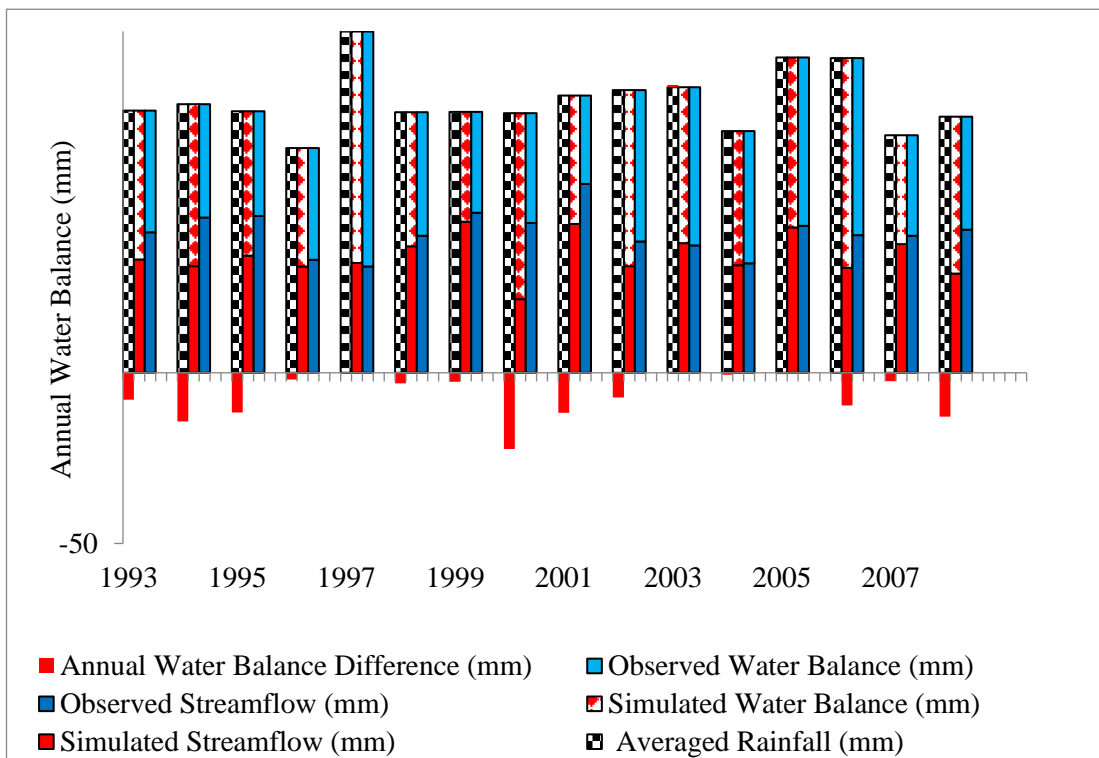 Annual Water Balance (mm)
-50
1993 1995 1997 1999 2001 2003 2005 2007
Annual Water Balance Difference (mm) Observed Water Balance (mm)
Observed Streamflow (mm) Simulated Water Balance (mm)
Simulated Streamflow (mm) Averaged Rainfall (mm)